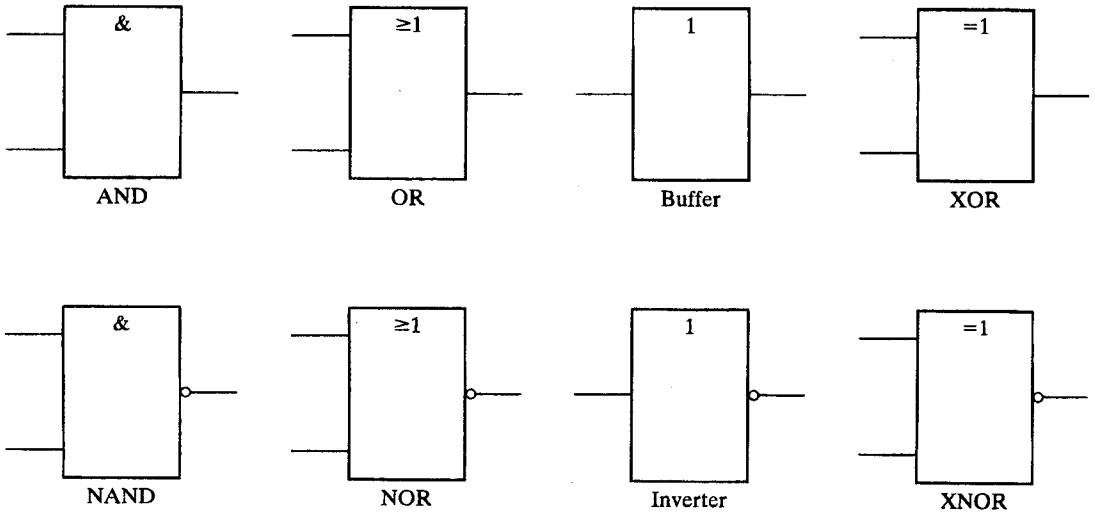 & ≥1 1 =1
AND OR Buffer XOR
& ≥1 1 =1
NAND NOR Inverter XNOR